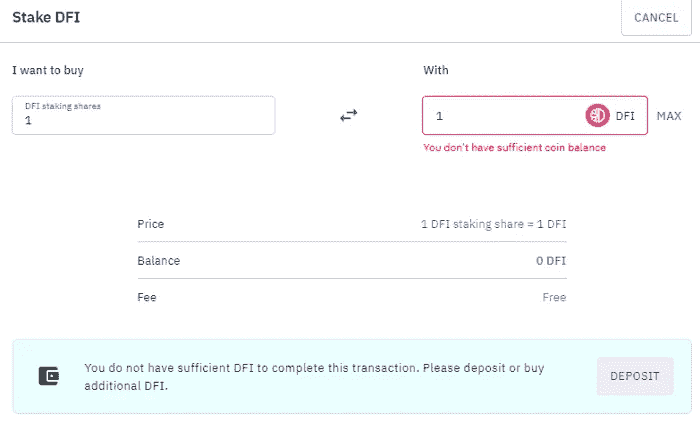 Stake DFI
CANCEL
I want to buy
With
DFI staking shares
1
1
DFI
MAX
You don't have sufficient coin balance
Price
1 DFI staking share = 1 DFI
Balance
0 DFI
Fee
Free
You do not have sufficient DFI to complete this transaction. Please deposit or buy
additional DFI.
DEPOSIT